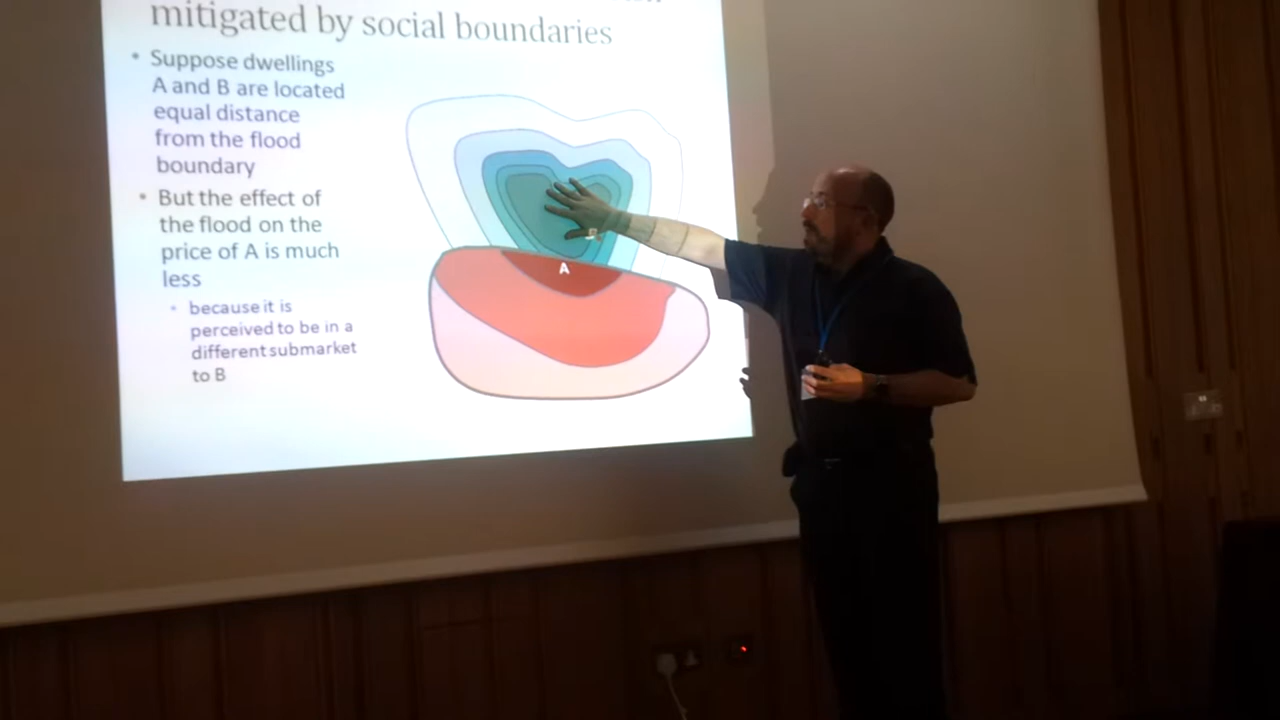 mitigated by social boundaries
• Suppose dwellings
A and B are located
equal distance
from the flood
boundary
• But the effect of
the flood on the
price of A is much
less
• because it is
perceived to be in a
different submarket
to B
B
A